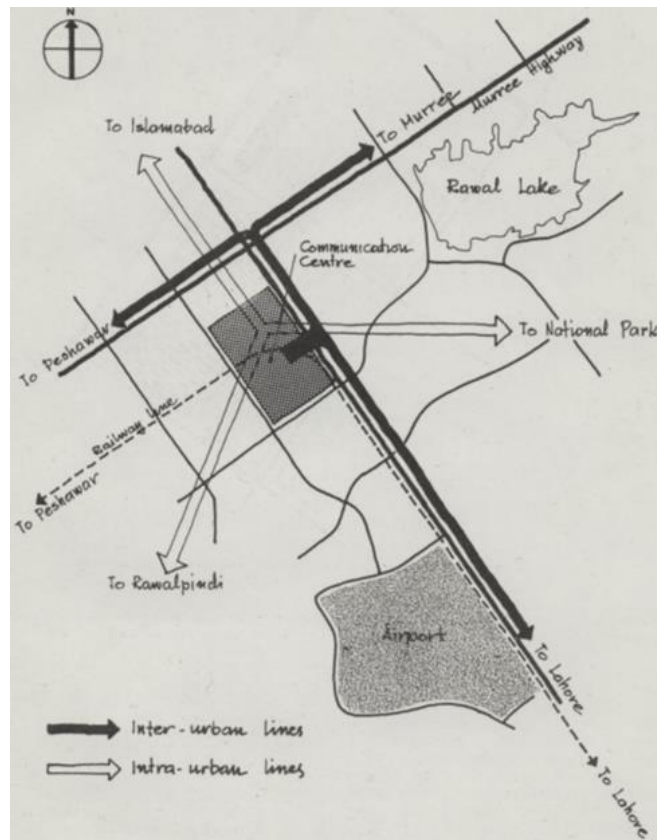 N
To Islamabad
To Murree
Murree Highway
Rawal Lake
Communication
Centre
To Peshawar
To National Park
Railway line
To Peshawar
To Rawalpindi
Airport
To Lahore
To Lahore
Inter-urban lines
Intra-urban lines